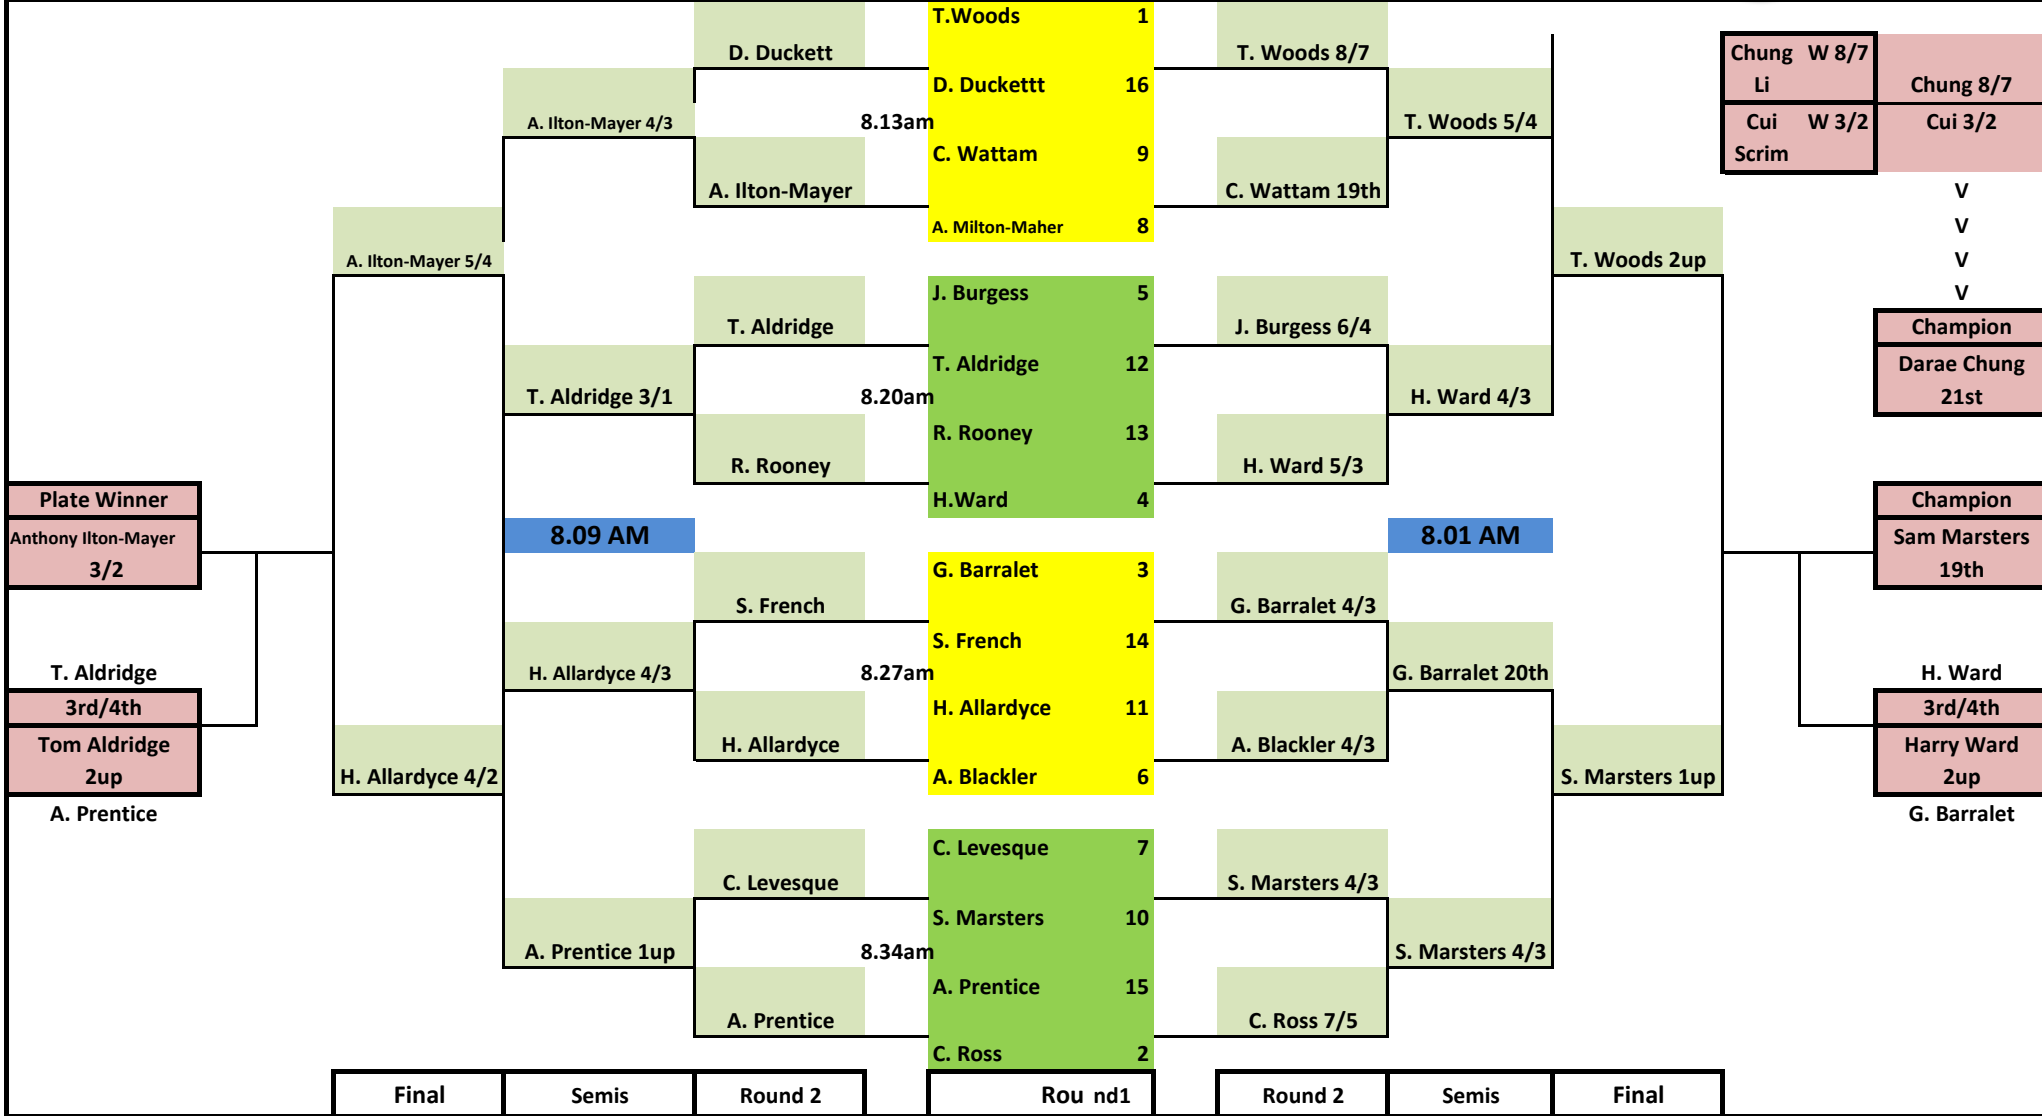 T.Woods 1
D. Duckett
T. Woods 8/7
Chung W 8/7
Li
Chung 8/7
D. Duckettt 16
A. Ilton-Mayer 4/3
8.13am
T. Woods 5/4
Cui W 3/2
Scrim
Cui 3/2
C. Wattam 9
A. Ilton-Mayer
C. Wattam 19th
V
A. Milton-Maher 8
V
A. Ilton-Mayer 5/4
T. Woods 2up
V
J. Burgess 5
V
T. Aldridge
J. Burgess 6/4
Champion
T. Aldridge 12
Darae Chung
21st
T. Aldridge 3/1
8.20am
H. Ward 4/3
R. Rooney 13
R. Rooney
H. Ward 5/3
Plate Winner
H.Ward 4
Champion
Anthony Ilton-Mayer
3/2
8.09 AM
8.01 AM
Sam Marsters
19th
G. Barralet 3
S. French
G. Barralet 4/3
S. French 14
T. Aldridge
H. Allardyce 4/3
8.27am
G. Barralet 20th
H. Ward
3rd/4th
H. Allardyce 11
3rd/4th
Tom Aldridge
2up
H. Allardyce
A. Blackler 4/3
Harry Ward
2up
H. Allardyce 4/2
A. Blackler 6
S. Marsters 1up
A. Prentice
G. Barralet
C. Levesque 7
C. Levesque
S. Marsters 4/3
S. Marsters 10
A. Prentice 1up
8.34am
S. Marsters 4/3
A. Prentice 15
A. Prentice
C. Ross 7/5
C. Ross 2
Final Semis Round 2 Rou nd1 Round 2 Semis Final